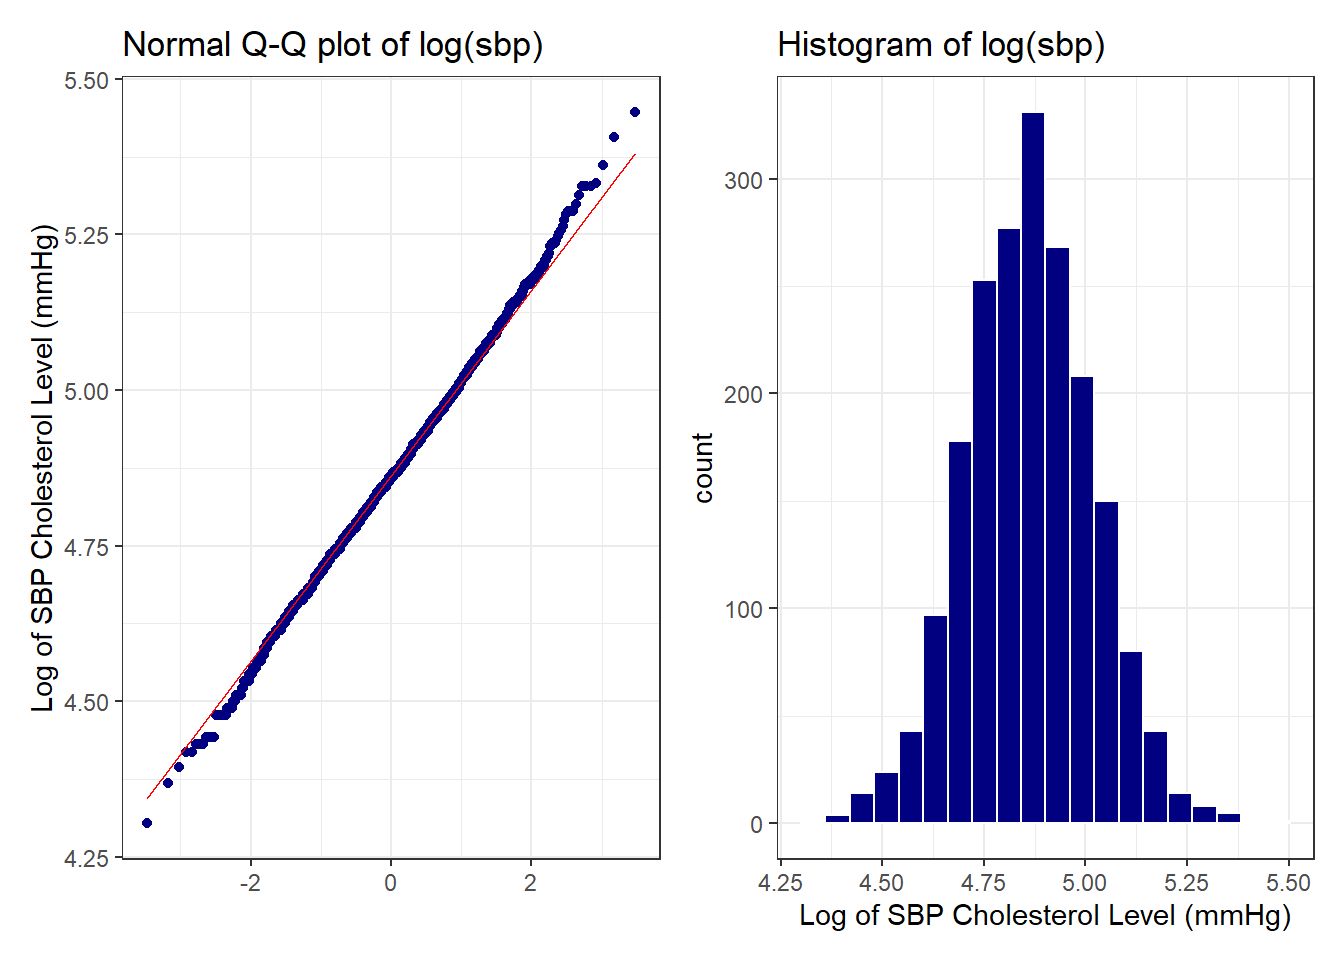 Normal Q-Q plot of log(sbp)
5.50
5.25
5.00
4.75
4.50
4.25
Log of SBP Cholesterol Level (mmHg)
-2 0 2
Histogram of log(sbp)
300
200
100
0
count
4.25 4.50 4.75 5.00 5.25 5.50
Log of SBP Cholesterol Level (mmHg)